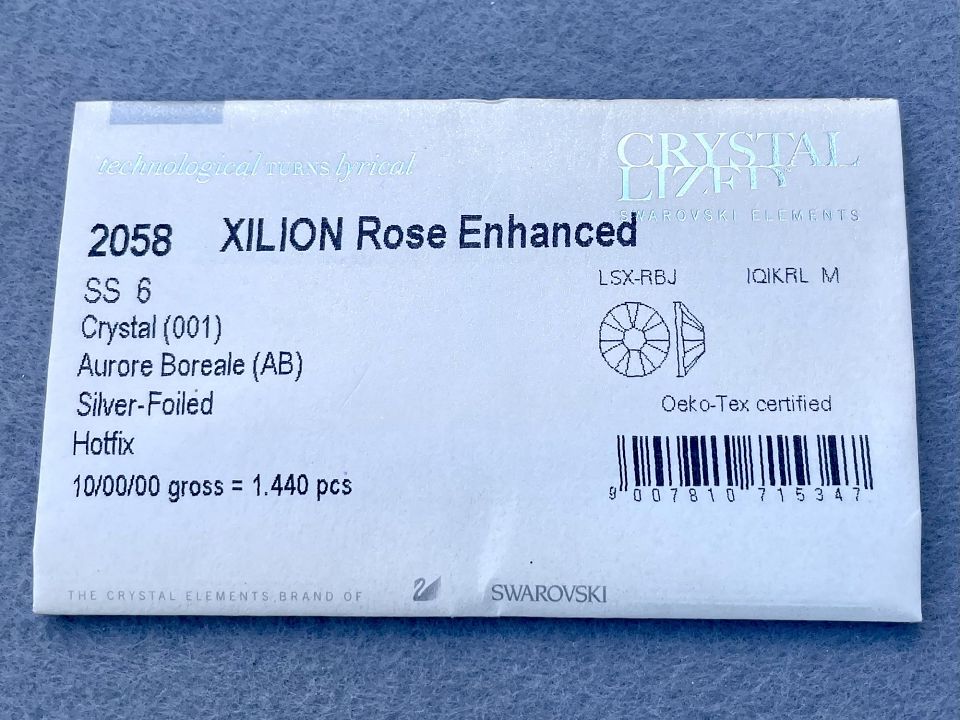 technological TURNS lyrical
CRYSTAL
LIZED
SWAROVSKI ELEMENTS
2058 XILION Rose Enhanced
SS 6
LSX-RBJ IQIKRL M
Crystal (001)
Aurore Boreale (AB)
Silver-Foiled
Oeko-Tex certified
Hotfix
10/00/00 gross = 1.440 pcs
9 007810 715347
THE CRYSTAL ELEMENTS BRAND OF SWAROVSKI